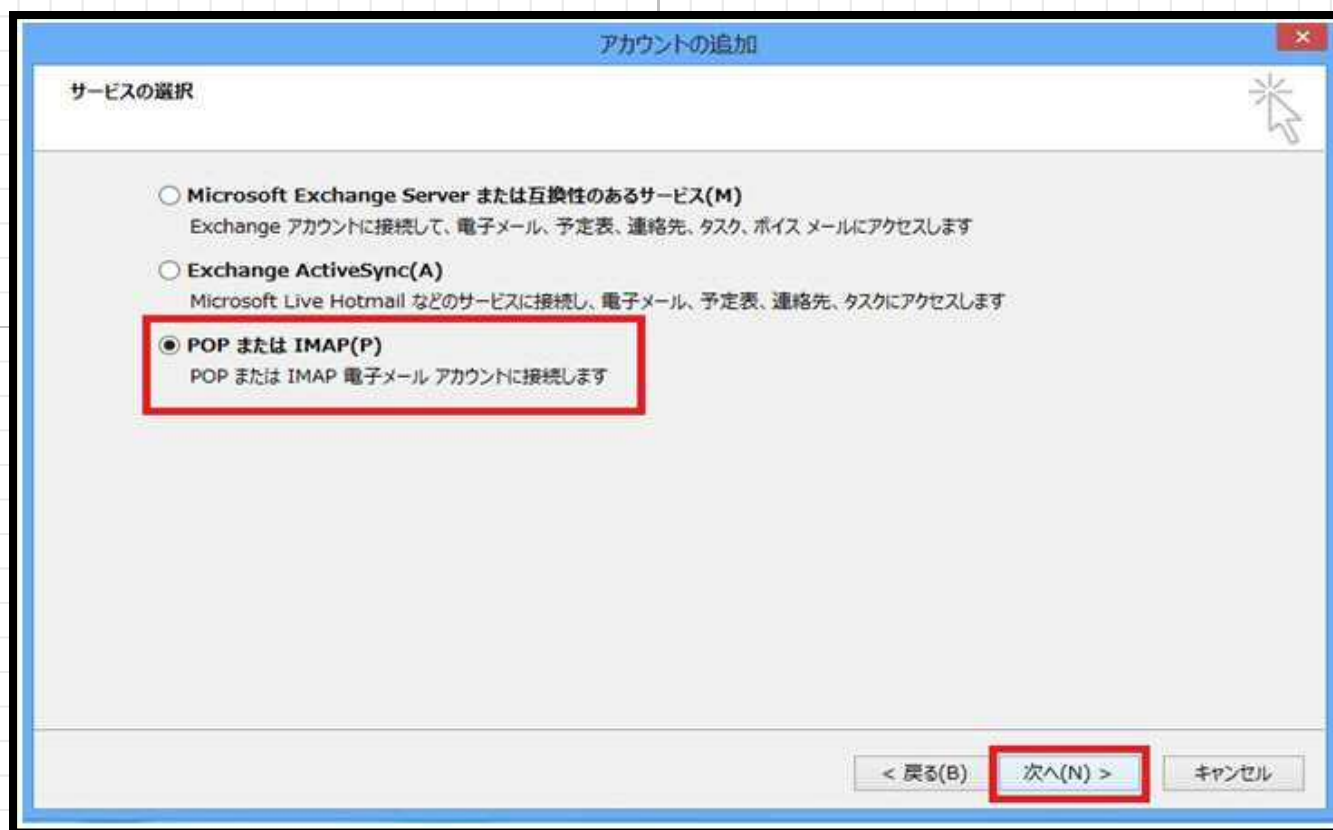 アカウントの追加
サービスの選択
Microsoft Exchange Server または互換性のあるサービス(M)
Exchange アカウントに接続して、電子メール、予定表、連絡先、タスク、ボイス メールにアクセスします
Exchange ActiveSync(A)
Microsoft Live Hotmail などのサービスに接続し、電子メール、予定表、連絡先、タスクにアクセスします
POP または IMAP(P)
POP または IMAP 電子メール アカウントに接続します
< 戻る(B) 次へ(N) > キャンセル